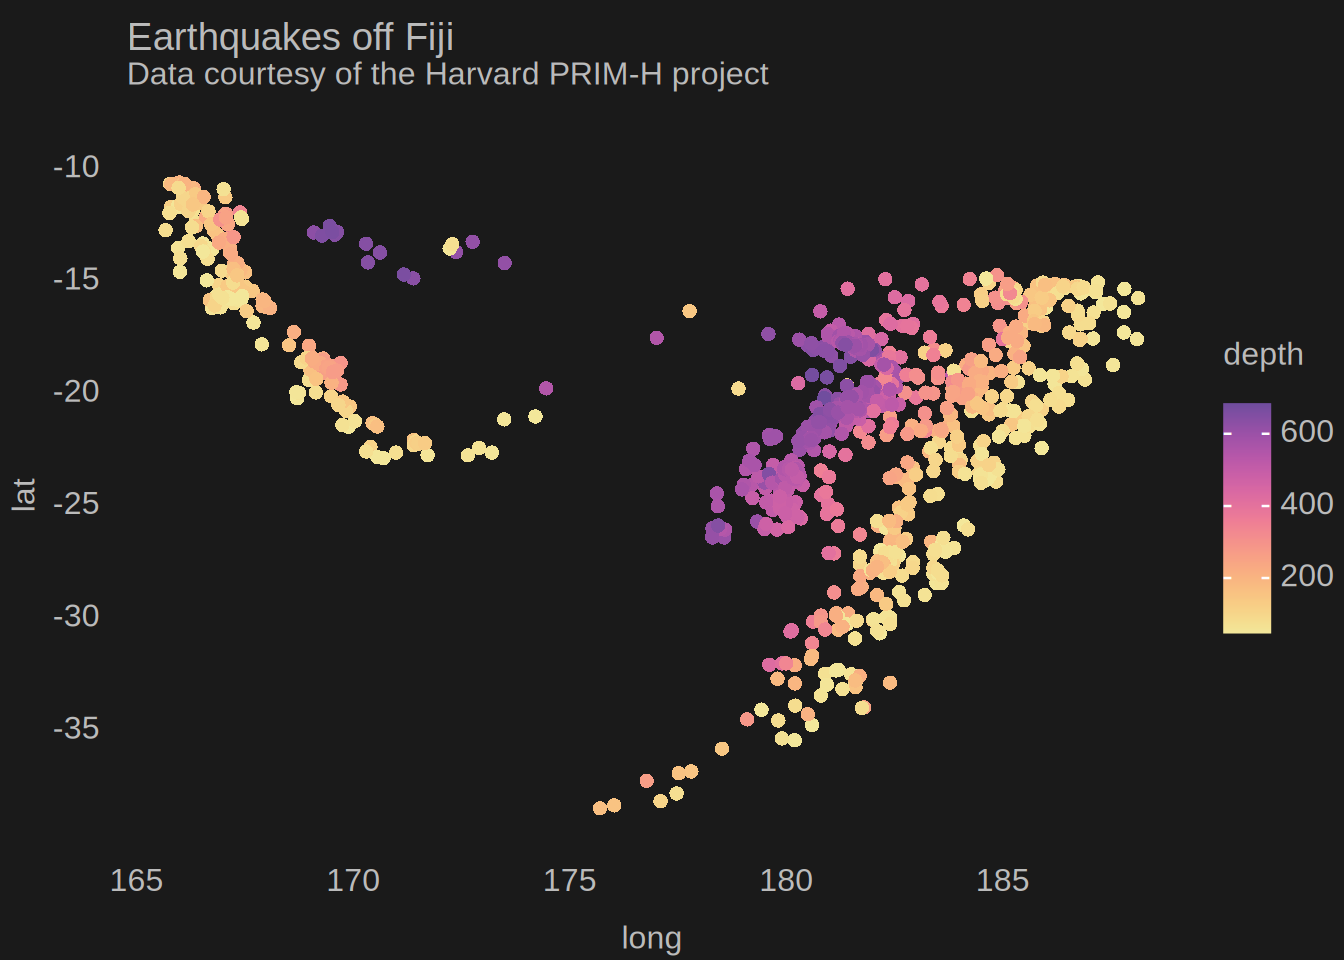 Earthquakes off Fiji
Data courtesy of the Harvard PRIM-H project
-10
-15
-20
-25
-30
-35
lat
165
170
175
180
185
long
depth
600
400
200